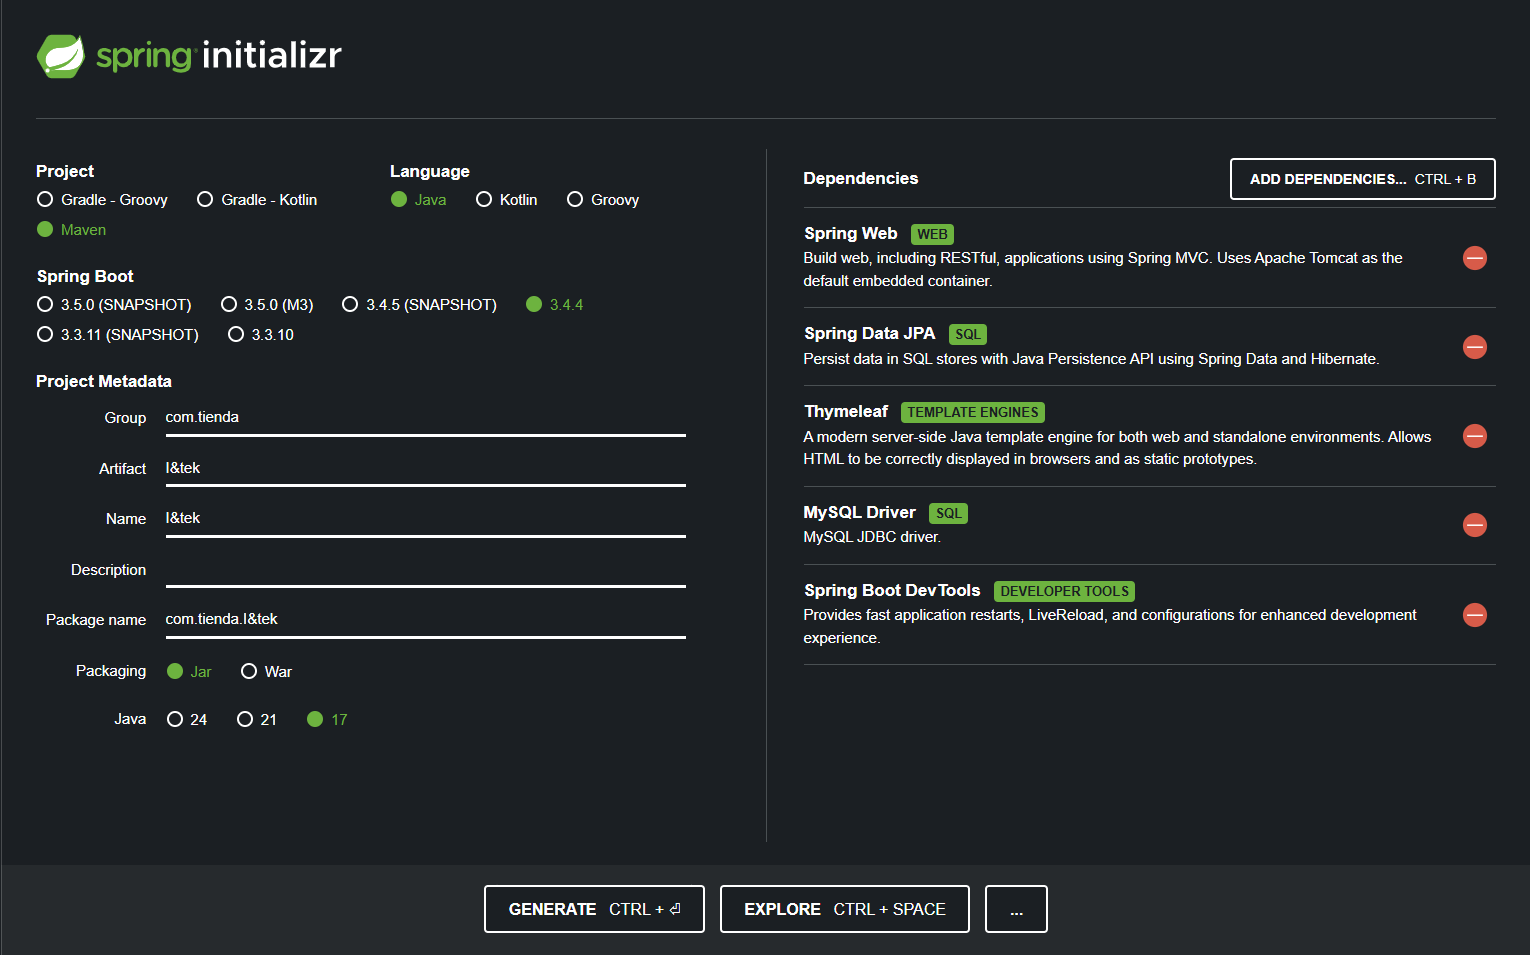 spring initializr
Project
Gradle - Groovy
Gradle - Kotlin
Maven
Language
Java
Kotlin
Groovy
Spring Boot
3.5.0 (SNAPSHOT)
3.5.0 (M3)
3.4.5 (SNAPSHOT)
3.4.4
3.3.11 (SNAPSHOT)
3.3.10
Project Metadata
Group com.tienda
Artifact I&tek
Name I&tek
Description
Package name com.tienda.I&tek
Packaging Jar War
Java 24 21 17
Dependencies
ADD DEPENDENCIES... CTRL + B
Spring Web WEB
Build web, including RESTful, applications using Spring MVC. Uses Apache Tomcat as the
default embedded container.
Spring Data JPA SQL
Persist data in SQL stores with Java Persistence API using Spring Data and Hibernate.
Thymeleaf TEMPLATE ENGINES
A modern server-side Java template engine for both web and standalone environments. Allows
HTML to be correctly displayed in browsers and as static prototypes.
MySQL Driver SQL
MySQL JDBC driver.
Spring Boot DevTools DEVELOPER TOOLS
Provides fast application restarts, LiveReload, and configurations for enhanced development
experience.
GENERATE CTRL + ⏎
EXPLORE CTRL + SPACE
...